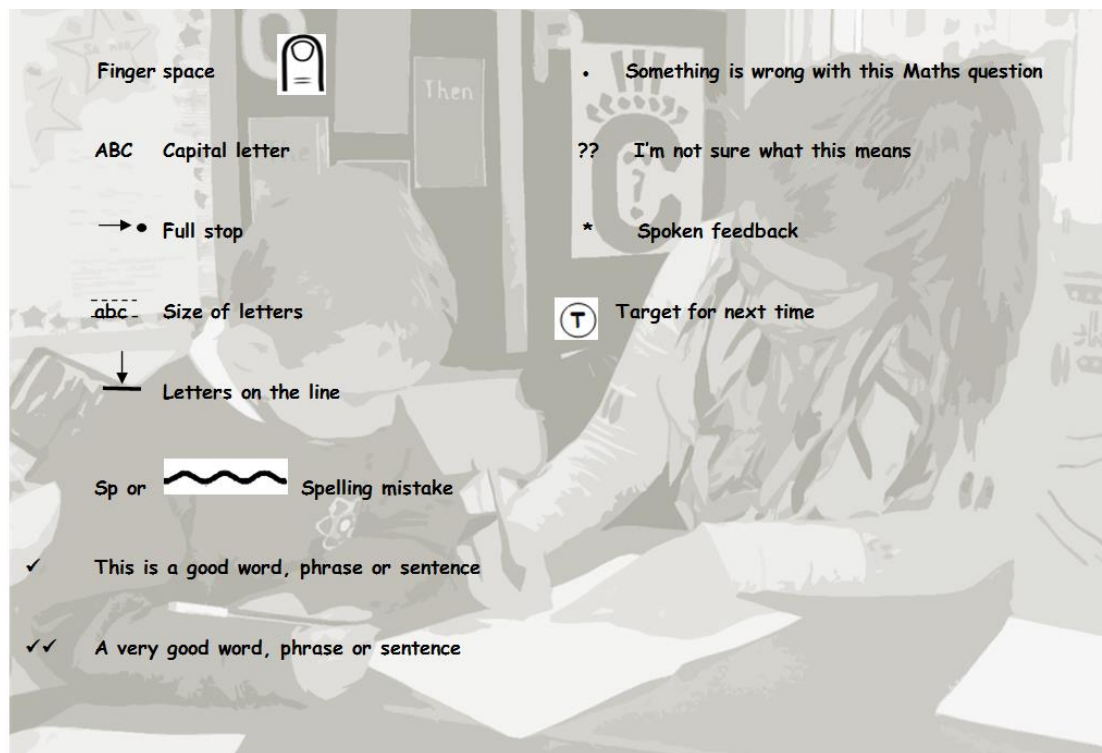 Finger space
ABC Capital letter
→• Full stop
abc Size of letters
Letters on the line
Sp or Spelling mistake
✓ This is a good word, phrase or sentence
✓✓ A very good word, phrase or sentence
• Something is wrong with this Maths question
?? I'm not sure what this means
* Spoken feedback
T Target for next time
Then
C
?